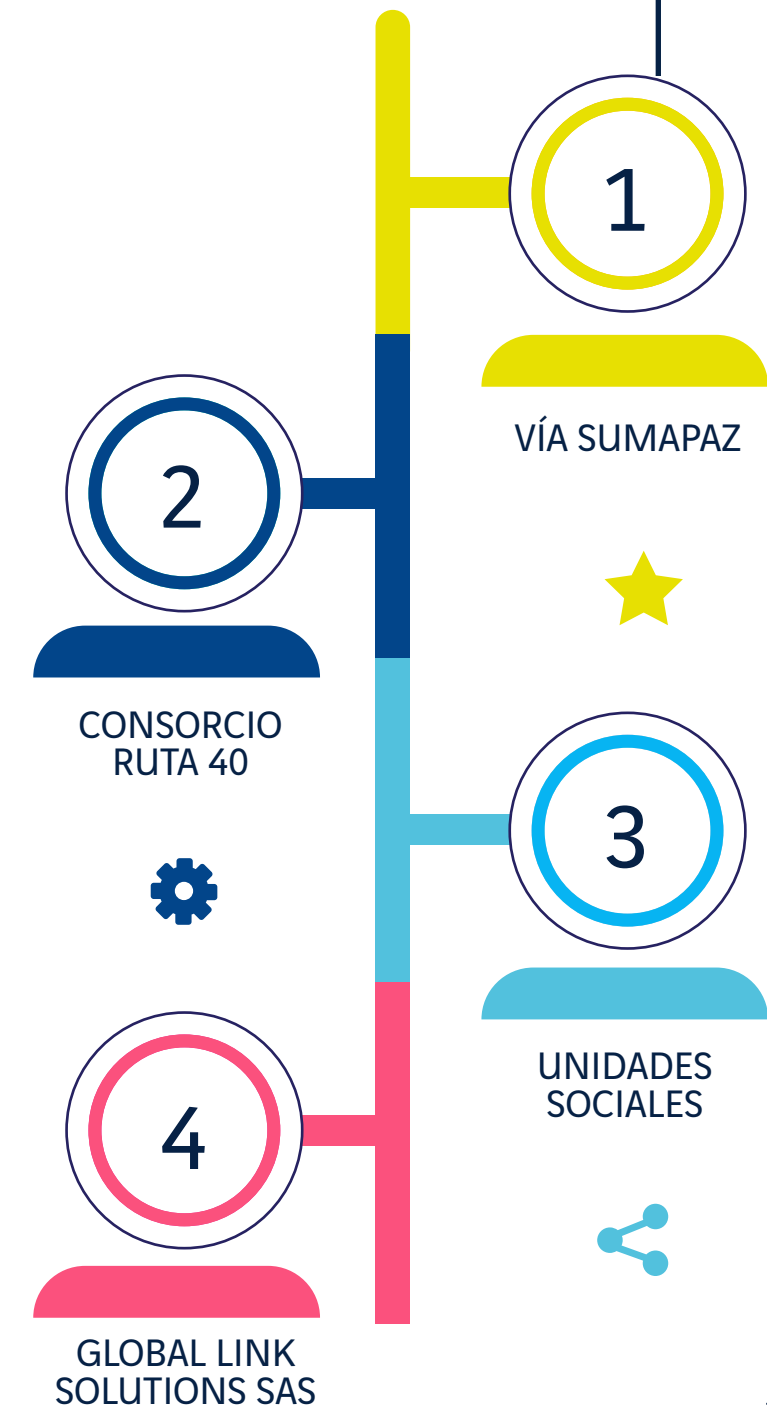 1
VÍA SUMAPAZ
2
CONSORCIO
RUTA 40
3
UNIDADES
SOCIALES
4
GLOBAL LINK
SOLUTIONS SAS